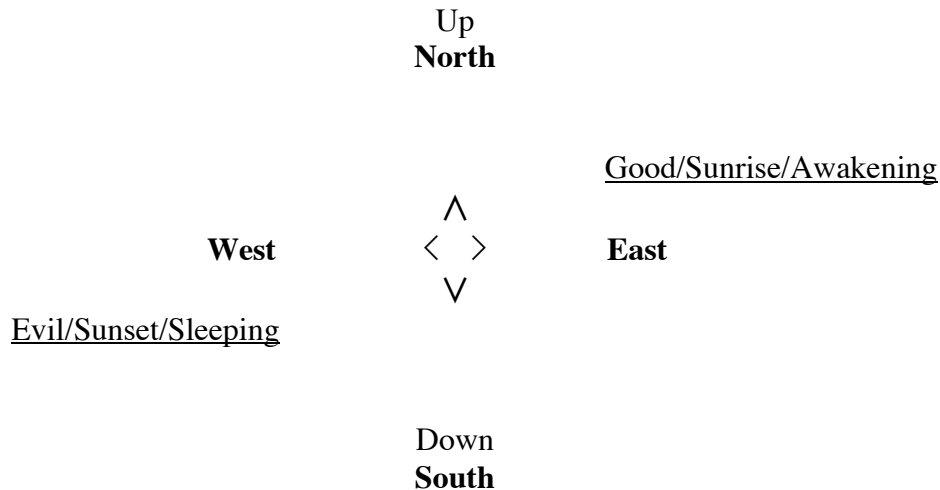 Up
North
Good/Sunrise/Awakening
West
East
Evil/Sunset/Sleeping
Down
South